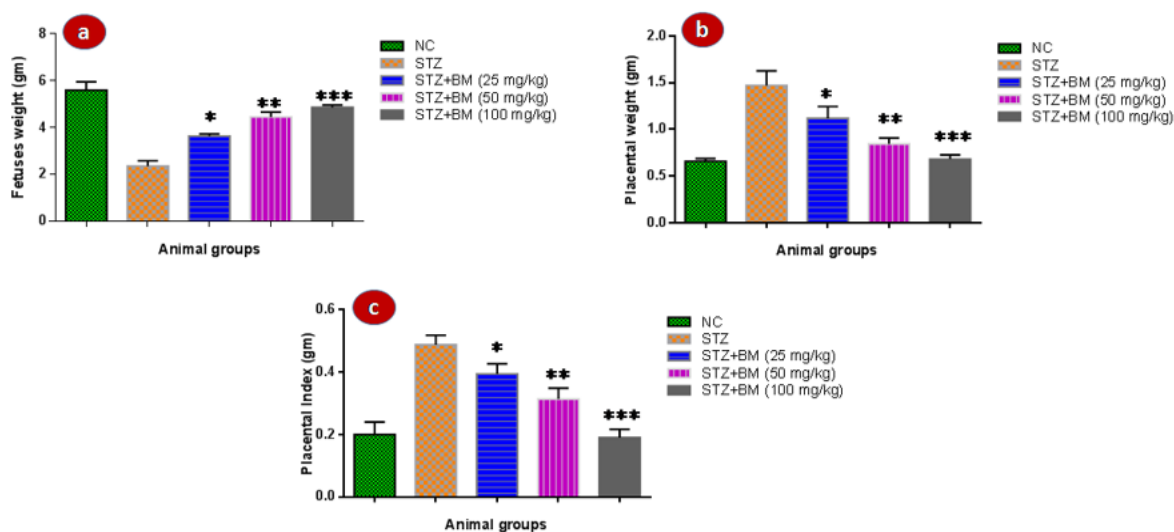 a
Fetuses weight (gm)
8
6
4
2
0
*
**
***
Animal groups
NC
STZ
STZ+BM (25 mg/kg)
STZ+BM (50 mg/kg)
STZ+BM (100 mg/kg)
b
Placental weight (gm)
2.0
1.5
1.0
0.5
0.0
*
**
***
Animal groups
NC
STZ
STZ+BM (25 mg/kg)
STZ+BM (50 mg/kg)
STZ+BM (100 mg/kg)
c
Placental Index (gm)
0.6
0.4
0.2
0.0
*
**
***
Animal groups
NC
STZ
STZ+BM (25 mg/kg)
STZ+BM (50 mg/kg)
STZ+BM (100 mg/kg)